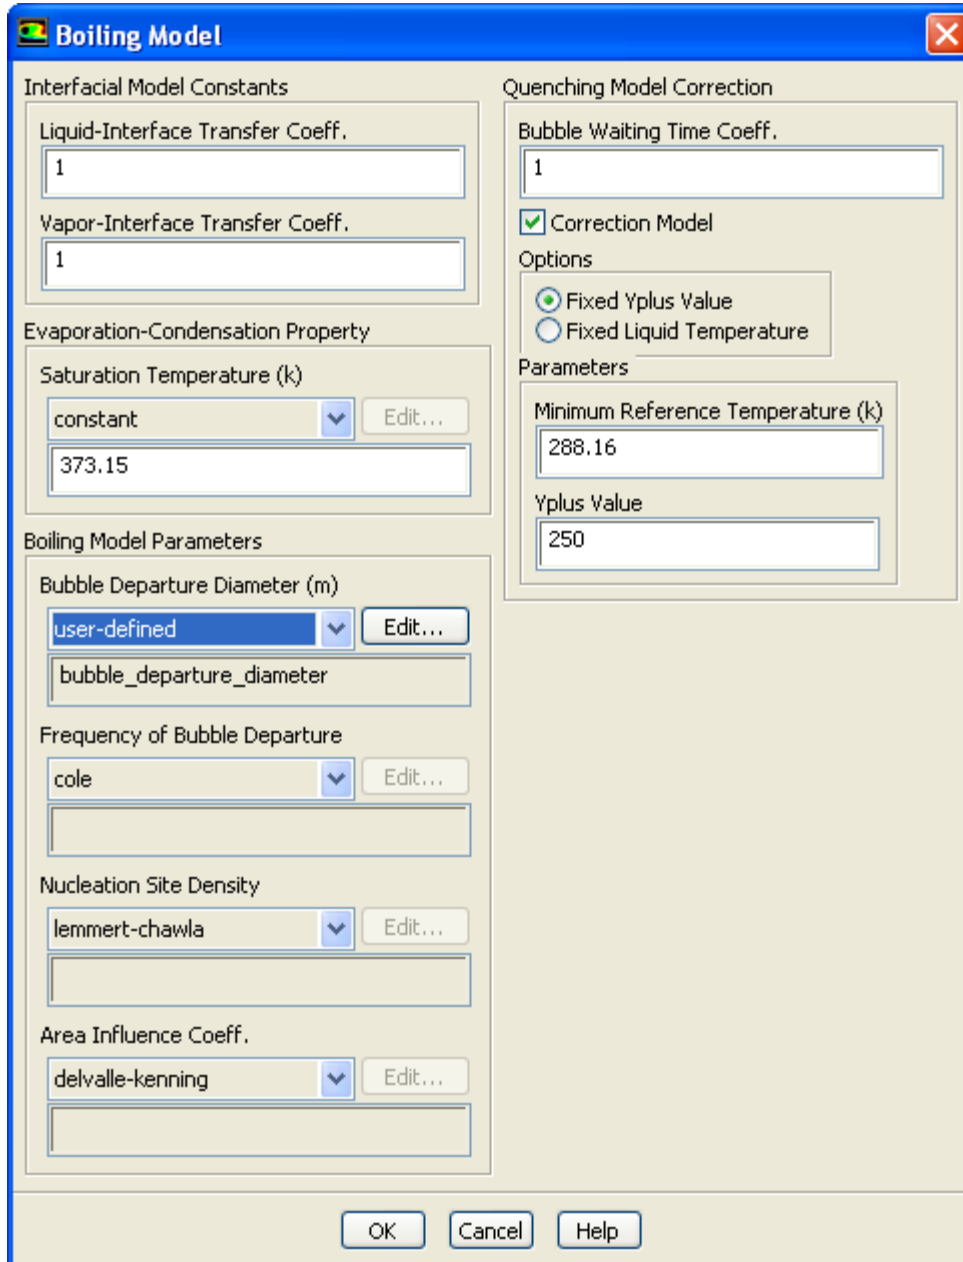 Boiling Model
Interfacial Model Constants
Liquid-Interface Transfer Coeff.
1
Vapor-Interface Transfer Coeff.
1
Evaporation-Condensation Property
Saturation Temperature (k)
constant
Edit...
373.15
Boiling Model Parameters
Bubble Departure Diameter (m)
user-defined
Edit...
bubble_departure_diameter
Frequency of Bubble Departure
cole
Edit...
Nucleation Site Density
lemmert-chawla
Edit...
Area Influence Coeff.
delvalle-kenning
Edit...
Quenching Model Correction
Bubble Waiting Time Coeff.
1
Correction Model
Options
Fixed Yplus Value
Fixed Liquid Temperature
Parameters
Minimum Reference Temperature (k)
288.16
Yplus Value
250
OK
Cancel
Help